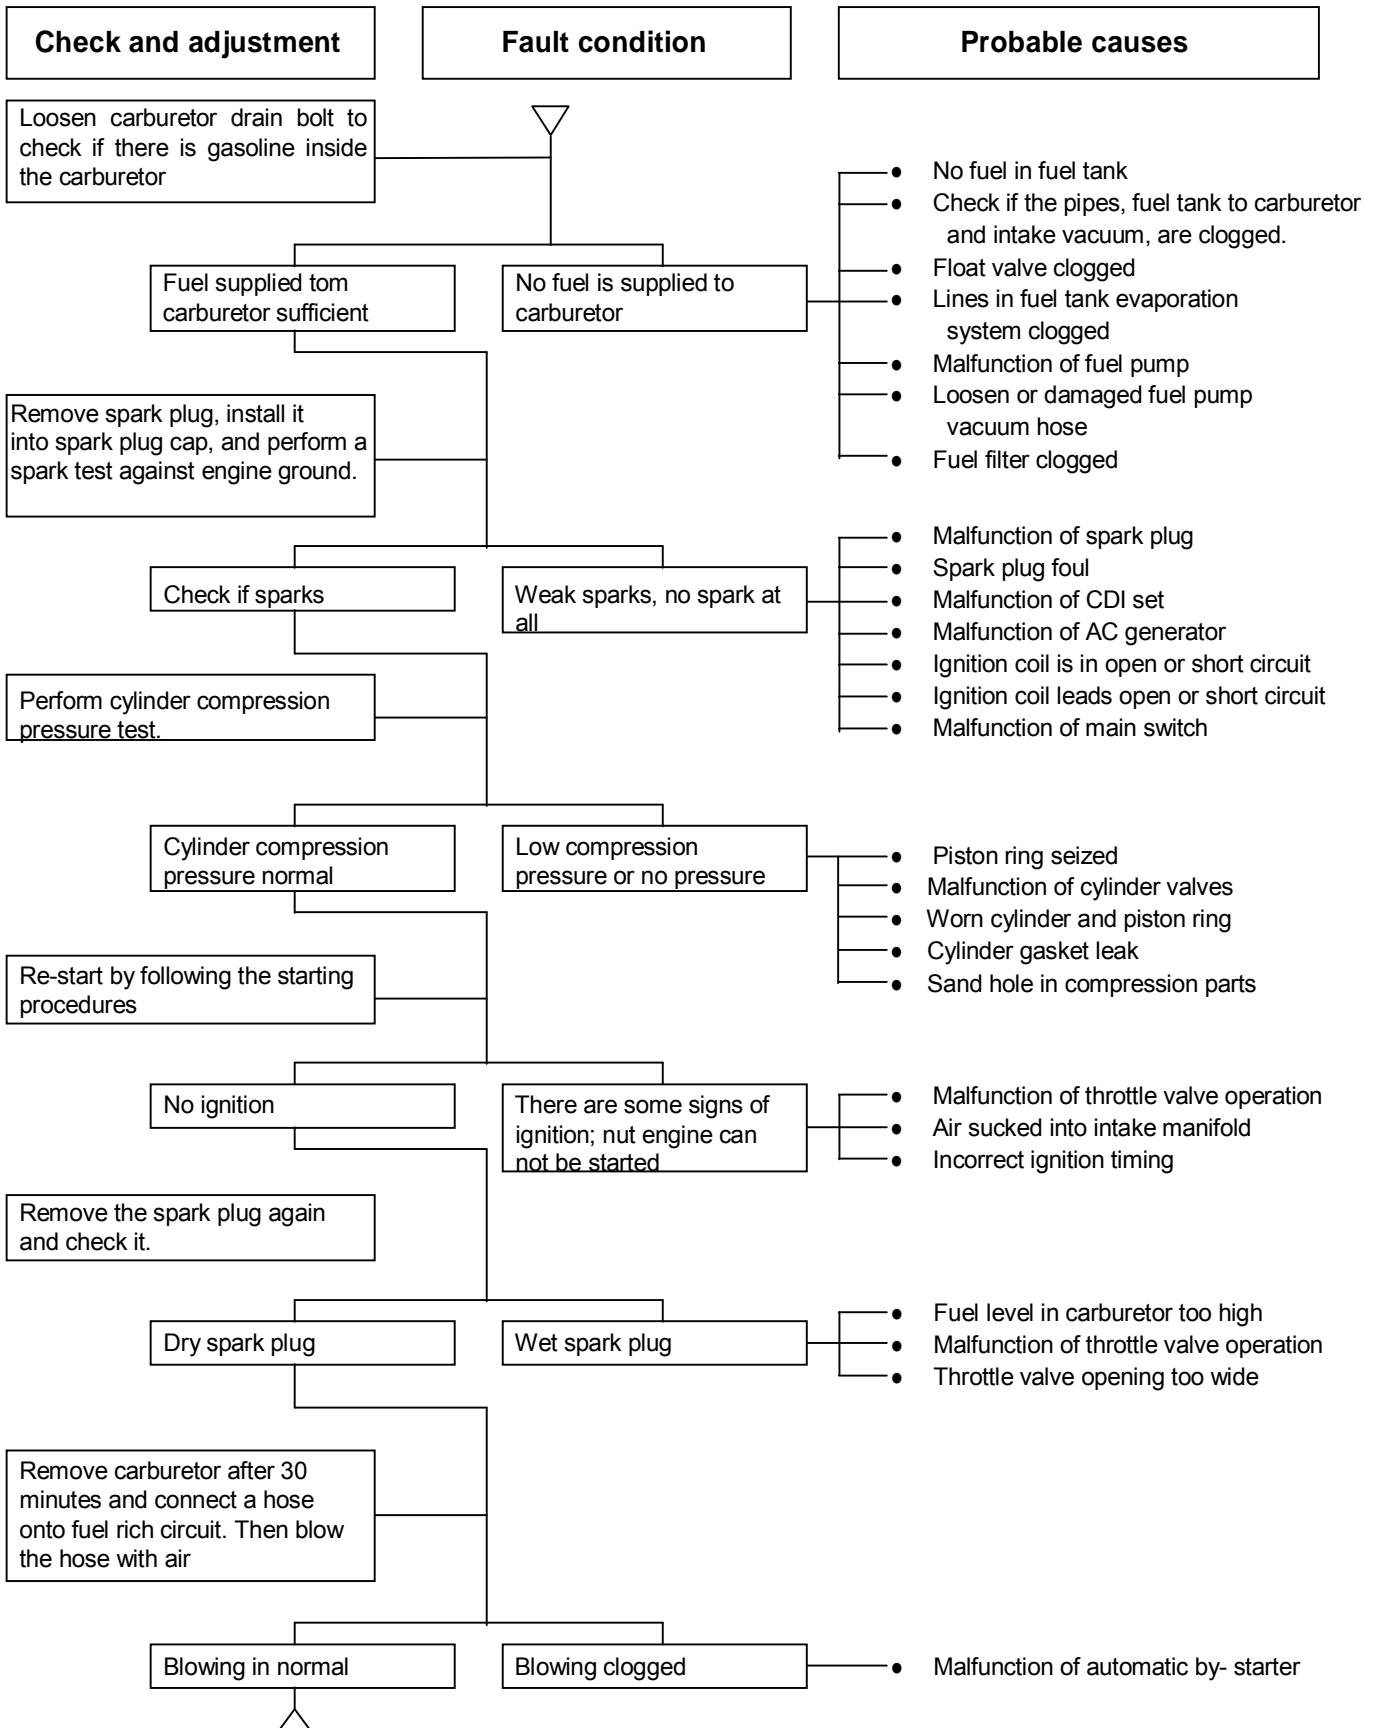 Check and adjustment
Fault condition
Probable causes
Loosen carburetor drain bolt to
check if there is gasoline inside
the carburetor
● No fuel in fuel tank
● Check if the pipes, fuel tank to carburetor
and intake vacuum, are clogged.
● Float valve clogged
● Lines in fuel tank evaporation
system clogged
● Malfunction of fuel pump
● Loosen or damaged fuel pump
vacuum hose
● Fuel filter clogged
Fuel supplied tom
carburetor sufficient
No fuel is supplied to
carburetor
Remove spark plug, install it
into spark plug cap, and perform a
spark test against engine ground.
Check if sparks
Weak sparks, no spark at
all
● Malfunction of spark plug
● Spark plug foul
● Malfunction of CDI set
● Malfunction of AC generator
● Ignition coil is in open or short circuit
● Ignition coil leads open or short circuit
● Malfunction of main switch
Perform cylinder compression
pressure test.
Cylinder compression
pressure normal
Low compression
pressure or no pressure
● Piston ring seized
● Malfunction of cylinder valves
● Worn cylinder and piston ring
● Cylinder gasket leak
● Sand hole in compression parts
Re-start by following the starting
procedures
No ignition
There are some signs of
ignition; nut engine can
not be started
● Malfunction of throttle valve operation
● Air sucked into intake manifold
● Incorrect ignition timing
Remove the spark plug again
and check it.
Dry spark plug
Wet spark plug
● Fuel level in carburetor too high
● Malfunction of throttle valve operation
● Throttle valve opening too wide
Remove carburetor after 30
minutes and connect a hose
onto fuel rich circuit. Then blow
the hose with air
Blowing in normal
Blowing clogged
● Malfunction of automatic by- starter